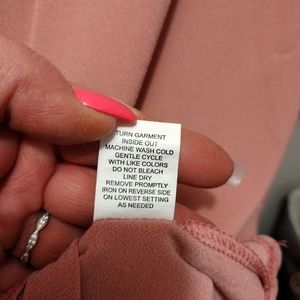 TURN GARMENT
INSIDE OUT
MACHINE WASH COLD
GENTLE CYCLE
WITH LIKE COLORS
DO NOT BLEACH
LINE DRY
REMOVE PROMPTLY
IRON ON REVERSE SIDE
ON LOWEST SETTING
AS NEEDED